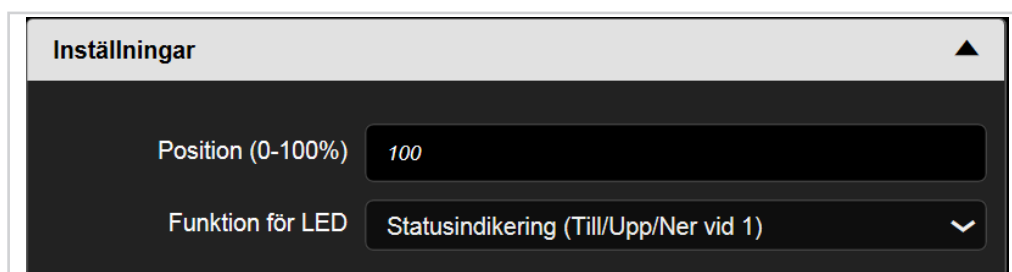 Inställningar
Position (0-100%) 100
Funktion för LED Statusindikering (Till/Upp/Ner vid 1)